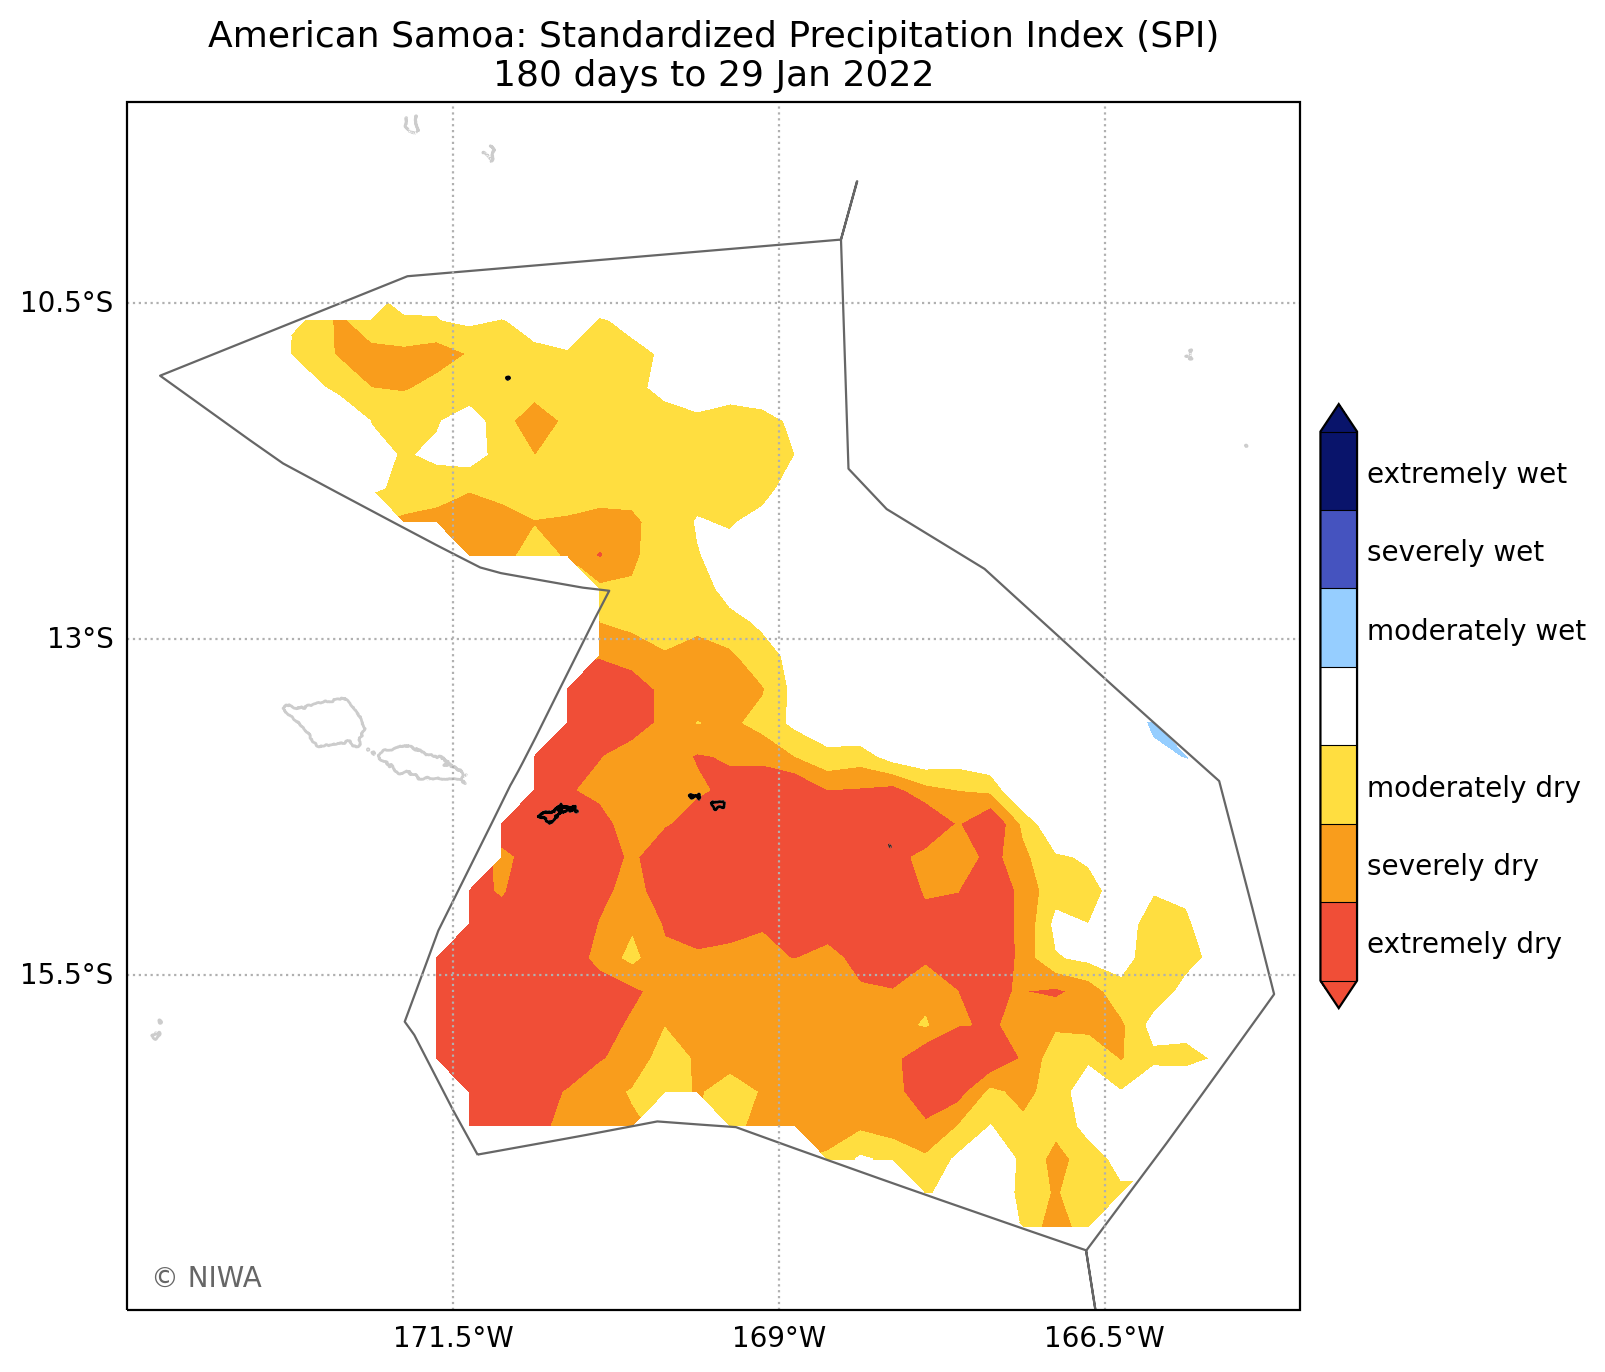 American Samoa: Standardized Precipitation Index (SPI)
180 days to 29 Jan 2022
10.5°S
13°S
15.5°S
171.5°W
169°W
166.5°W
extremely wet
severely wet
moderately wet
moderately dry
severely dry
extremely dry
© NIWA